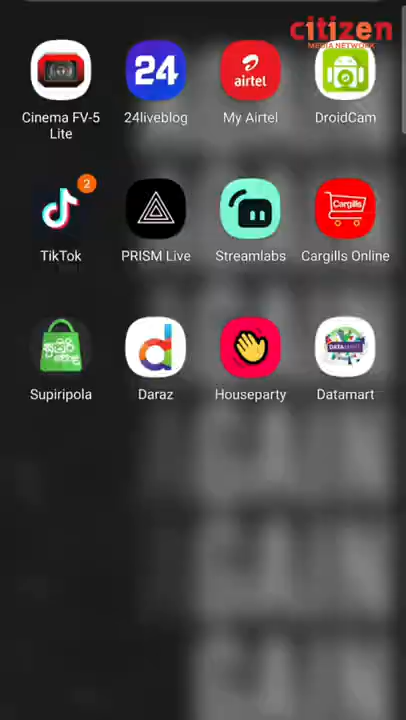 citizen
MEDIA NETWORK
24
airtel
Cinema FV-5 Lite
24liveblog
My Airtel
DroidCam
2
Cargills
TikTok
PRISM Live
Streamlabs
Cargills Online
සුපිරි
පොළ
d
DATAMART
Supiripola
Daraz
Houseparty
Datamart